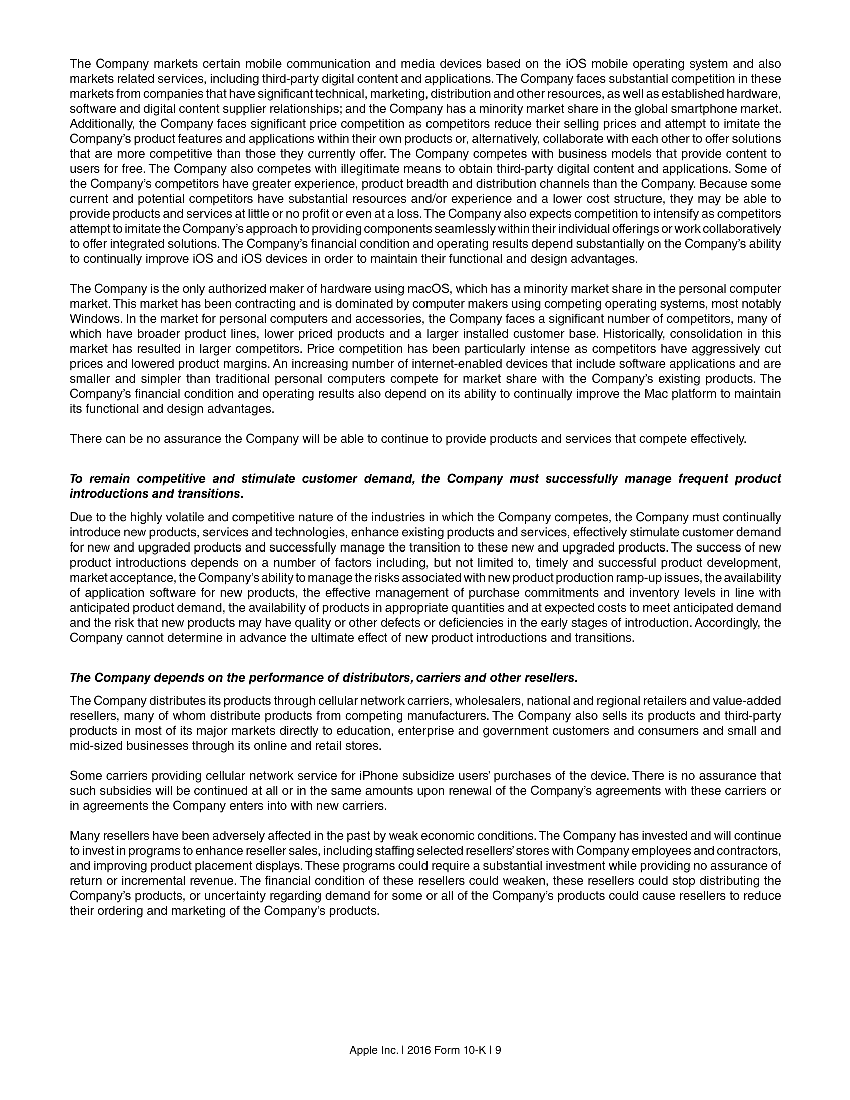 The Company markets certain mobile communication and media devices based on the iOS mobile operating system and also
markets related services, including third-party digital content and applications. The Company faces substantial competition in these
markets from companies that have significant technical, marketing, distribution and other resources, as well as established hardware,
software and digital content supplier relationships; and the Company has a minority market share in the global smartphone market.
Additionally, the Company faces significant price competition as competitors reduce their selling prices and attempt to imitate the
Company’s product features and applications within their own products or, alternatively, collaborate with each other to offer solutions
that are more competitive than those they currently offer. The Company competes with business models that provide content to
users for free. The Company also competes with illegitimate means to obtain third-party digital content and applications. Some of
the Company’s competitors have greater experience, product breadth and distribution channels than the Company. Because some
current and potential competitors have substantial resources and/or experience and a lower cost structure, they may be able to
provide products and services at little or no profit or even at a loss. The Company also expects competition to intensify as competitors
attempt to imitate the Company’s approach to providing components seamlessly within their individual offerings or work collaboratively
to offer integrated solutions. The Company’s financial condition and operating results depend substantially on the Company’s ability
to continually improve iOS and iOS devices in order to maintain their functional and design advantages.
The Company is the only authorized maker of hardware using macOS, which has a minority market share in the personal computer
market. This market has been contracting and is dominated by computer makers using competing operating systems, most notably
Windows. In the market for personal computers and accessories, the Company faces a significant number of competitors, many of
which have broader product lines, lower priced products and a larger installed customer base. Historically, consolidation in this
market has resulted in larger competitors. Price competition has been particularly intense as competitors have aggressively cut
prices and lowered product margins. An increasing number of internet-enabled devices that include software applications and are
smaller and simpler than traditional personal computers compete for market share with the Company’s existing products. The
Company’s financial condition and operating results also depend on its ability to continually improve the Mac platform to maintain
its functional and design advantages.
There can be no assurance the Company will be able to continue to provide products and services that compete effectively.
To remain competitive and stimulate customer demand, the Company must successfully manage frequent product
introductions and transitions.
Due to the highly volatile and competitive nature of the industries in which the Company competes, the Company must continually
introduce new products, services and technologies, enhance existing products and services, effectively stimulate customer demand
for new and upgraded products and successfully manage the transition to these new and upgraded products. The success of new
product introductions depends on a number of factors including, but not limited to, timely and successful product development,
market acceptance, the Company’s ability to manage the risks associated with new product production ramp-up issues, the availability
of application software for new products, the effective management of purchase commitments and inventory levels in line with
anticipated product demand, the availability of products in appropriate quantities and at expected costs to meet anticipated demand
and the risk that new products may have quality or other defects or deficiencies in the early stages of introduction. Accordingly, the
Company cannot determine in advance the ultimate effect of new product introductions and transitions.
The Company depends on the performance of distributors, carriers and other resellers.
The Company distributes its products through cellular network carriers, wholesalers, national and regional retailers and value-added
resellers, many of whom distribute products from competing manufacturers. The Company also sells its products and third-party
products in most of its major markets directly to education, enterprise and government customers and consumers and small and
mid-sized businesses through its online and retail stores.
Some carriers providing cellular network service for iPhone subsidize users’ purchases of the device. There is no assurance that
such subsidies will be continued at all or in the same amounts upon renewal of the Company’s agreements with these carriers or
in agreements the Company enters into with new carriers.
Many resellers have been adversely affected in the past by weak economic conditions. The Company has invested and will continue
to invest in programs to enhance reseller sales, including staffing selected resellers’ stores with Company employees and contractors,
and improving product placement displays. These programs could require a substantial investment while providing no assurance of
return or incremental revenue. The financial condition of these resellers could weaken, these resellers could stop distributing the
Company’s products, or uncertainty regarding demand for some or all of the Company’s products could cause resellers to reduce
their ordering and marketing of the Company’s products.
Apple Inc. | 2016 Form 10-K | 9